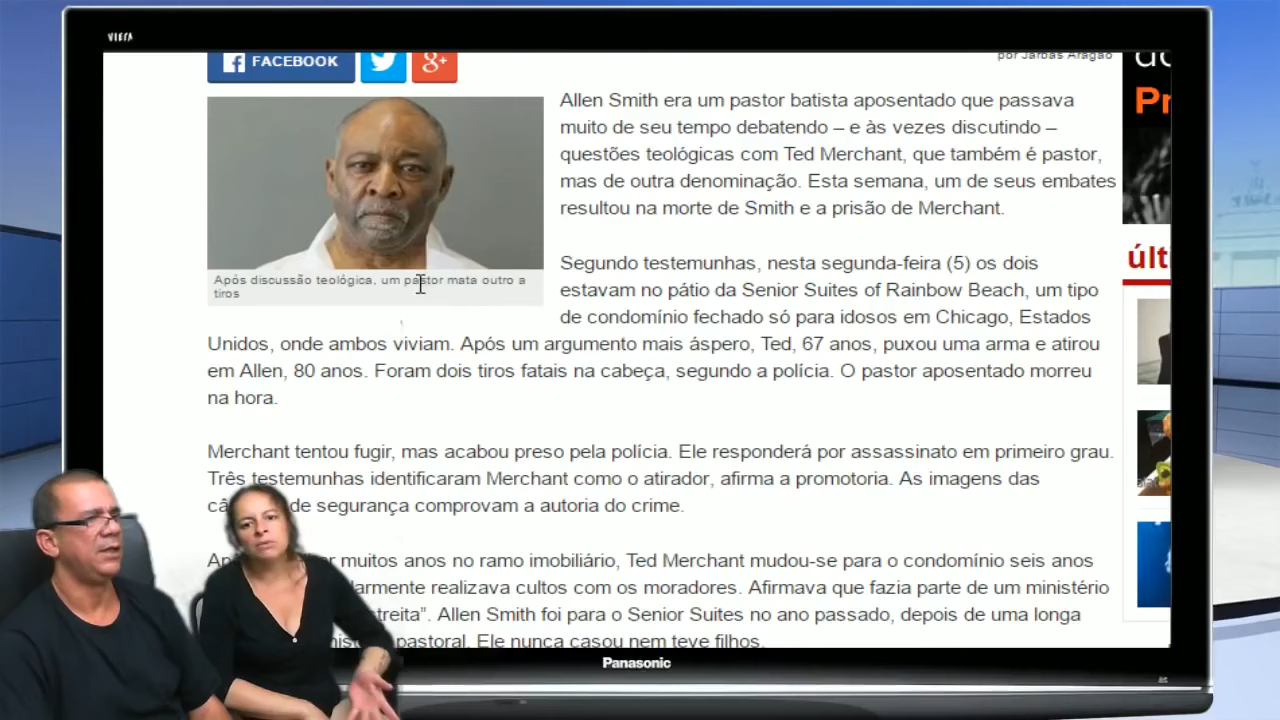 VIERA
FACEBOOK
por Jarbas Aragão
Pr
Allen Smith era um pastor batista aposentado que passava
muito de seu tempo debatendo – e às vezes discutindo –
questões teológicas com Ted Merchant, que também é pastor,
mas de outra denominação. Esta semana, um de seus embates
resultou na morte de Smith e a prisão de Merchant.
últ
Após discussão teológica, um pastor mata outro a
tiros
Segundo testemunhas, nesta segunda-feira (5) os dois
estavam no pátio da Senior Suites of Rainbow Beach, um tipo
de condomínio fechado só para idosos em Chicago, Estados
Unidos, onde ambos viviam. Após um argumento mais áspero, Ted, 67 anos, puxou uma arma e atirou
em Allen, 80 anos. Foram dois tiros fatais na cabeça, segundo a polícia. O pastor aposentado morreu
na hora.
Merchant tentou fugir, mas acabou preso pela polícia. Ele responderá por assassinato em primeiro grau.
Três testemunhas identificaram Merchant como o atirador, afirma a promotoria. As imagens das
de segurança comprovam a autoria do crime.
muitos anos no ramo imobiliário, Ted Merchant mudou-se para o condomínio seis anos
realizava cultos com os moradores. Afirmava que fazia parte de um ministério
treita”. Allen Smith foi para o Senior Suites no ano passado, depois de uma longa
pastoral. Ele nunca casou nem teve filhos.
Panasonic